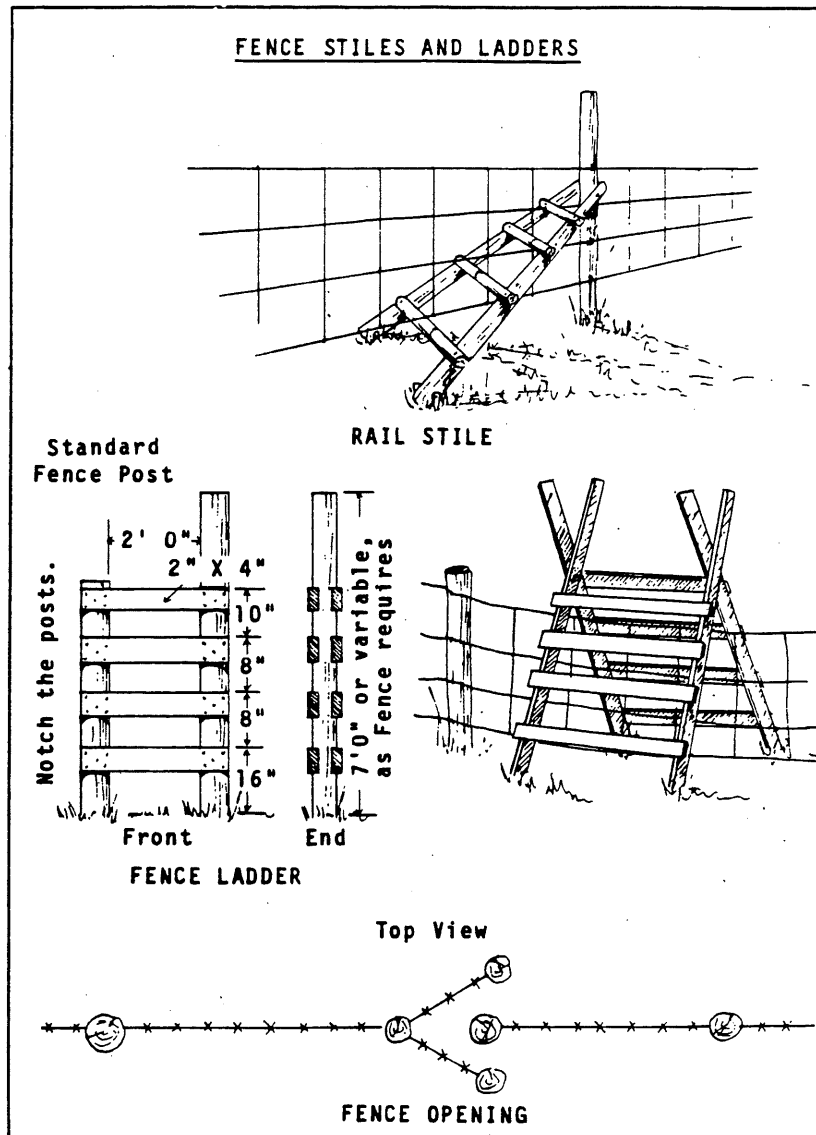 FENCE STILES AND LADDERS
RAIL STILE
Standard
Fence Post
2' 0"
2" X 4"
Notch the posts.
10"
8"
8"
16"
7'0" or variable,
as Fence requires
Front
End
FENCE LADDER
Top View
FENCE OPENING